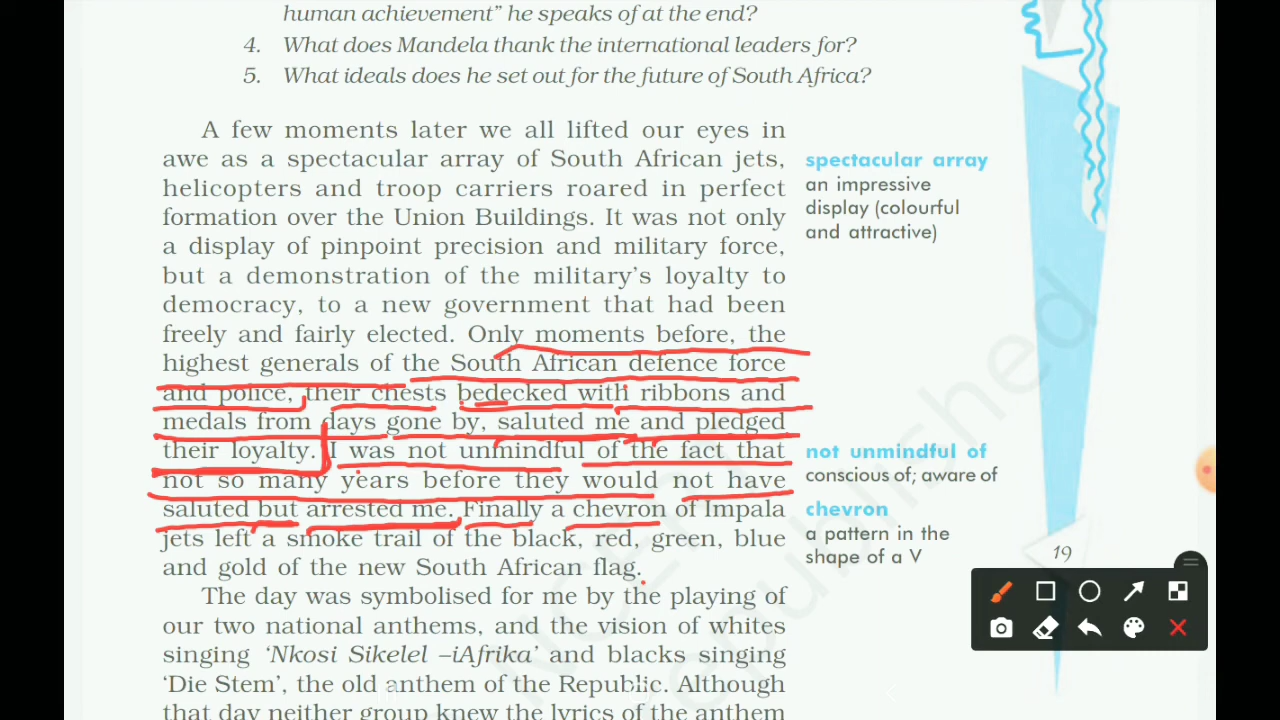 human achievement” he speaks of at the end?
4. What does Mandela thank the international leaders for?
5. What ideals does he set out for the future of South Africa?
A few moments later we all lifted our eyes in
awe as a spectacular array of South African jets,
helicopters and troop carriers roared in perfect
formation over the Union Buildings. It was not only
a display of pinpoint precision and military force,
but a demonstration of the military’s loyalty to
democracy, to a new government that had been
freely and fairly elected. Only moments before, the
highest generals of the South African defence force
and police, their chests bedecked with ribbons and
medals from days gone by, saluted me and pledged
their loyalty. I was not unmindful of the fact that
not so many years before they would not have
saluted but arrested me. Finally a chevron of Impala
jets left a smoke trail of the black, red, green, blue
and gold of the new South African flag.
The day was symbolised for me by the playing of
our two national anthems, and the vision of whites
singing ‘Nkosi Sikelel –iAfrika’ and blacks singing
‘Die Stem’, the old anthem of the Republic. Although
that day neither group knew the lyrics of the anthem
spectacular array
an impressive
display (colourful
and attractive)
not unmindful of
conscious of; aware of
chevron
a pattern in the
shape of a V
19
republished